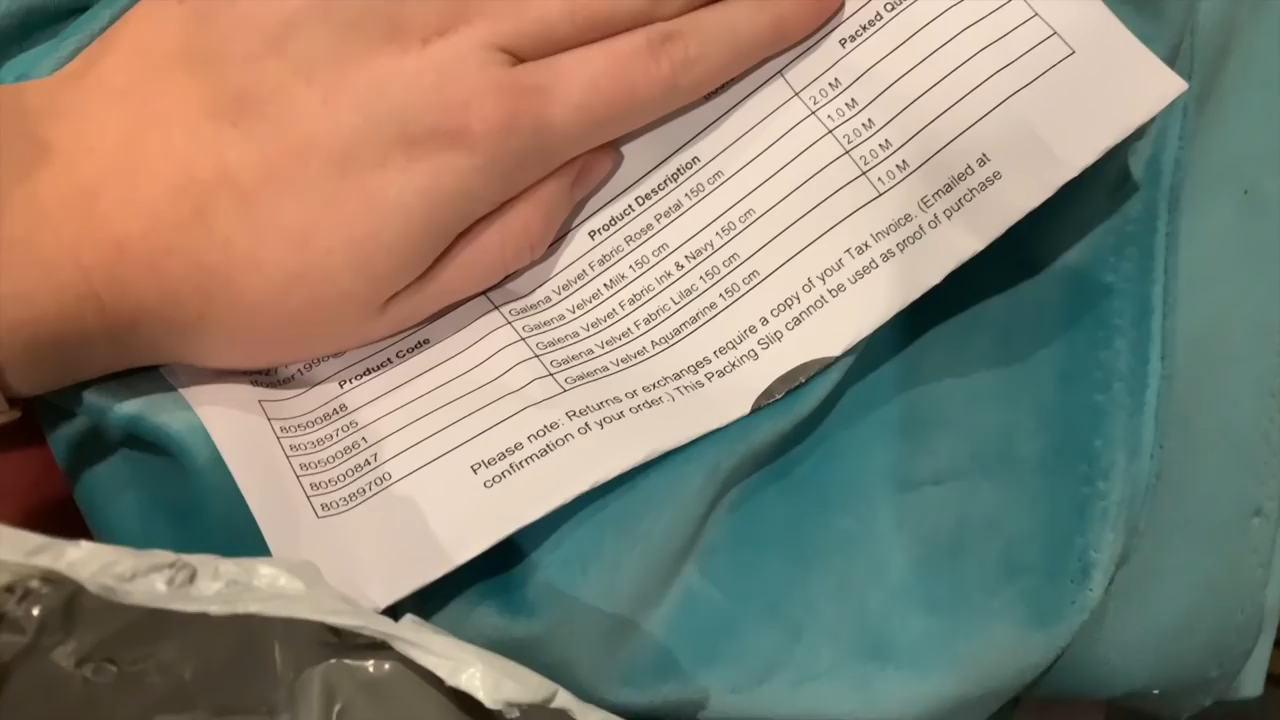 lfoster1998@
Product Code Product Description Packed
80500848 Galena Velvet Fabric Rose Petal 150 cm 2.0 M
80389705 Galena Velvet Milk 150 cm 1.0 M
80500861 Galena Velvet Fabric Ink & Navy 150 cm 2.0 M
80500847 Galena Velvet Fabric Lilac 150 cm 2.0 M
80389700 Galena Velvet Aquamarine 150 cm 1.0 M
Please note: Returns or exchanges require a copy of your Tax Invoice. (Emailed at
confirmation of your order.) This Packing Slip cannot be used as proof of purchase